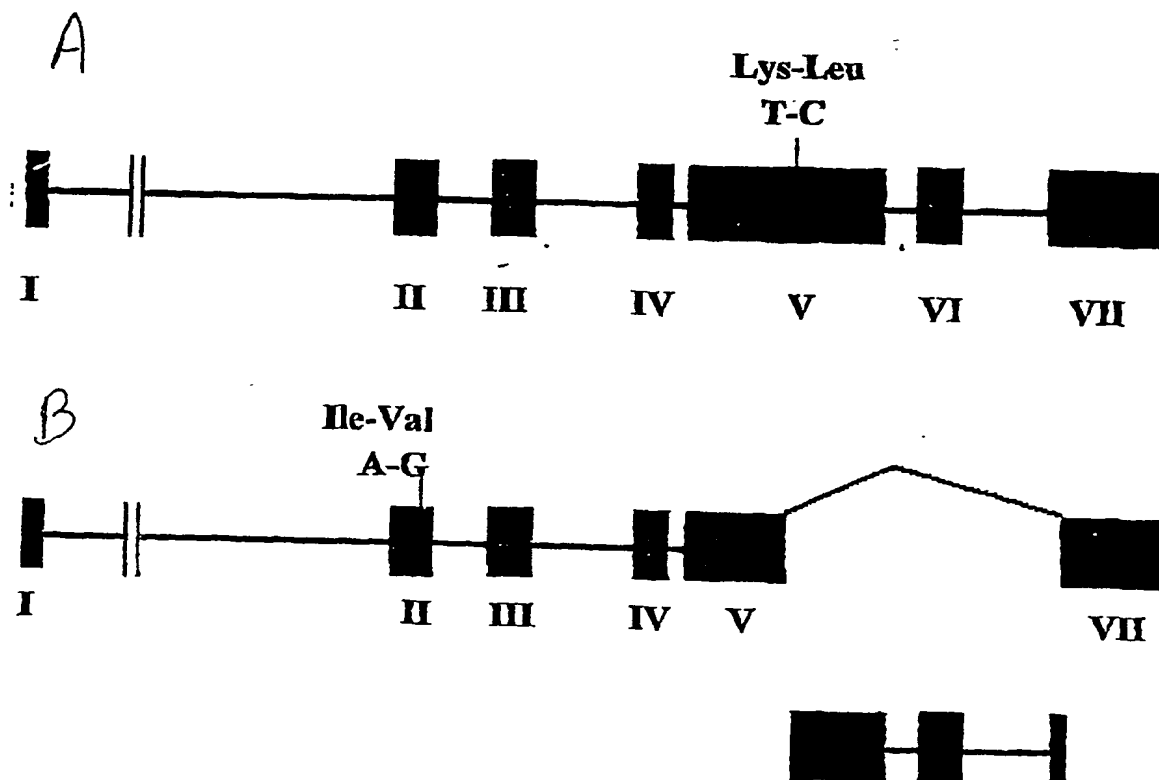 A
Lys-Leu
T-C
I II III IV V VI VII
B
Ile-Val
A-G
I II III IV V VII